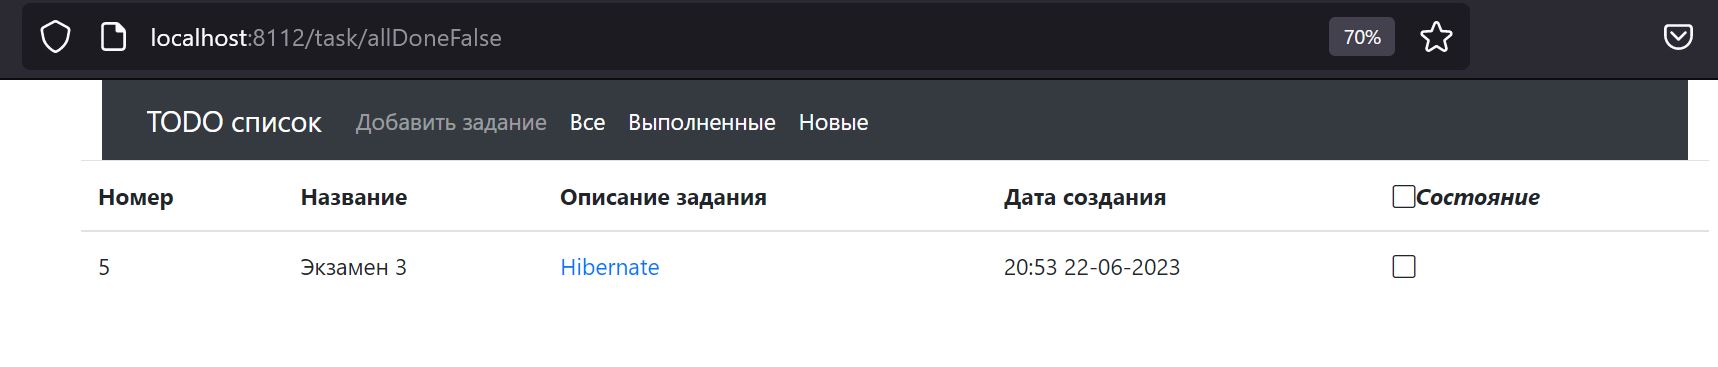 localhost:8112/task/allDoneFalse 70%
TODO список Добавить задание Все Выполненные Новые
Номер Название Описание задания Дата создания Состояние
5 Экзамен 3 Hibernate 20:53 22-06-2023